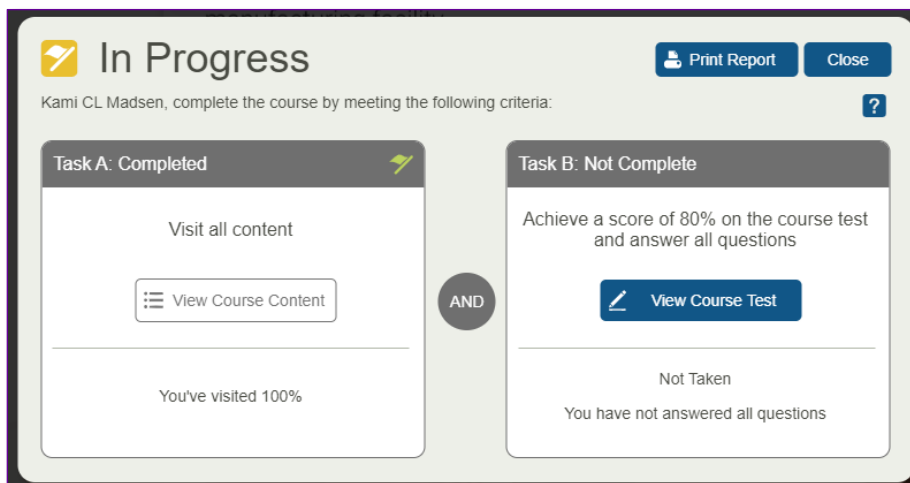 manufacturing facility
In Progress
Print Report
Close
Kami CL Madsen, complete the course by meeting the following criteria:
?
Task A: Completed
Visit all content
View Course Content
You've visited 100%
AND
Task B: Not Complete
Achieve a score of 80% on the course test
and answer all questions
View Course Test
Not Taken
You have not answered all questions